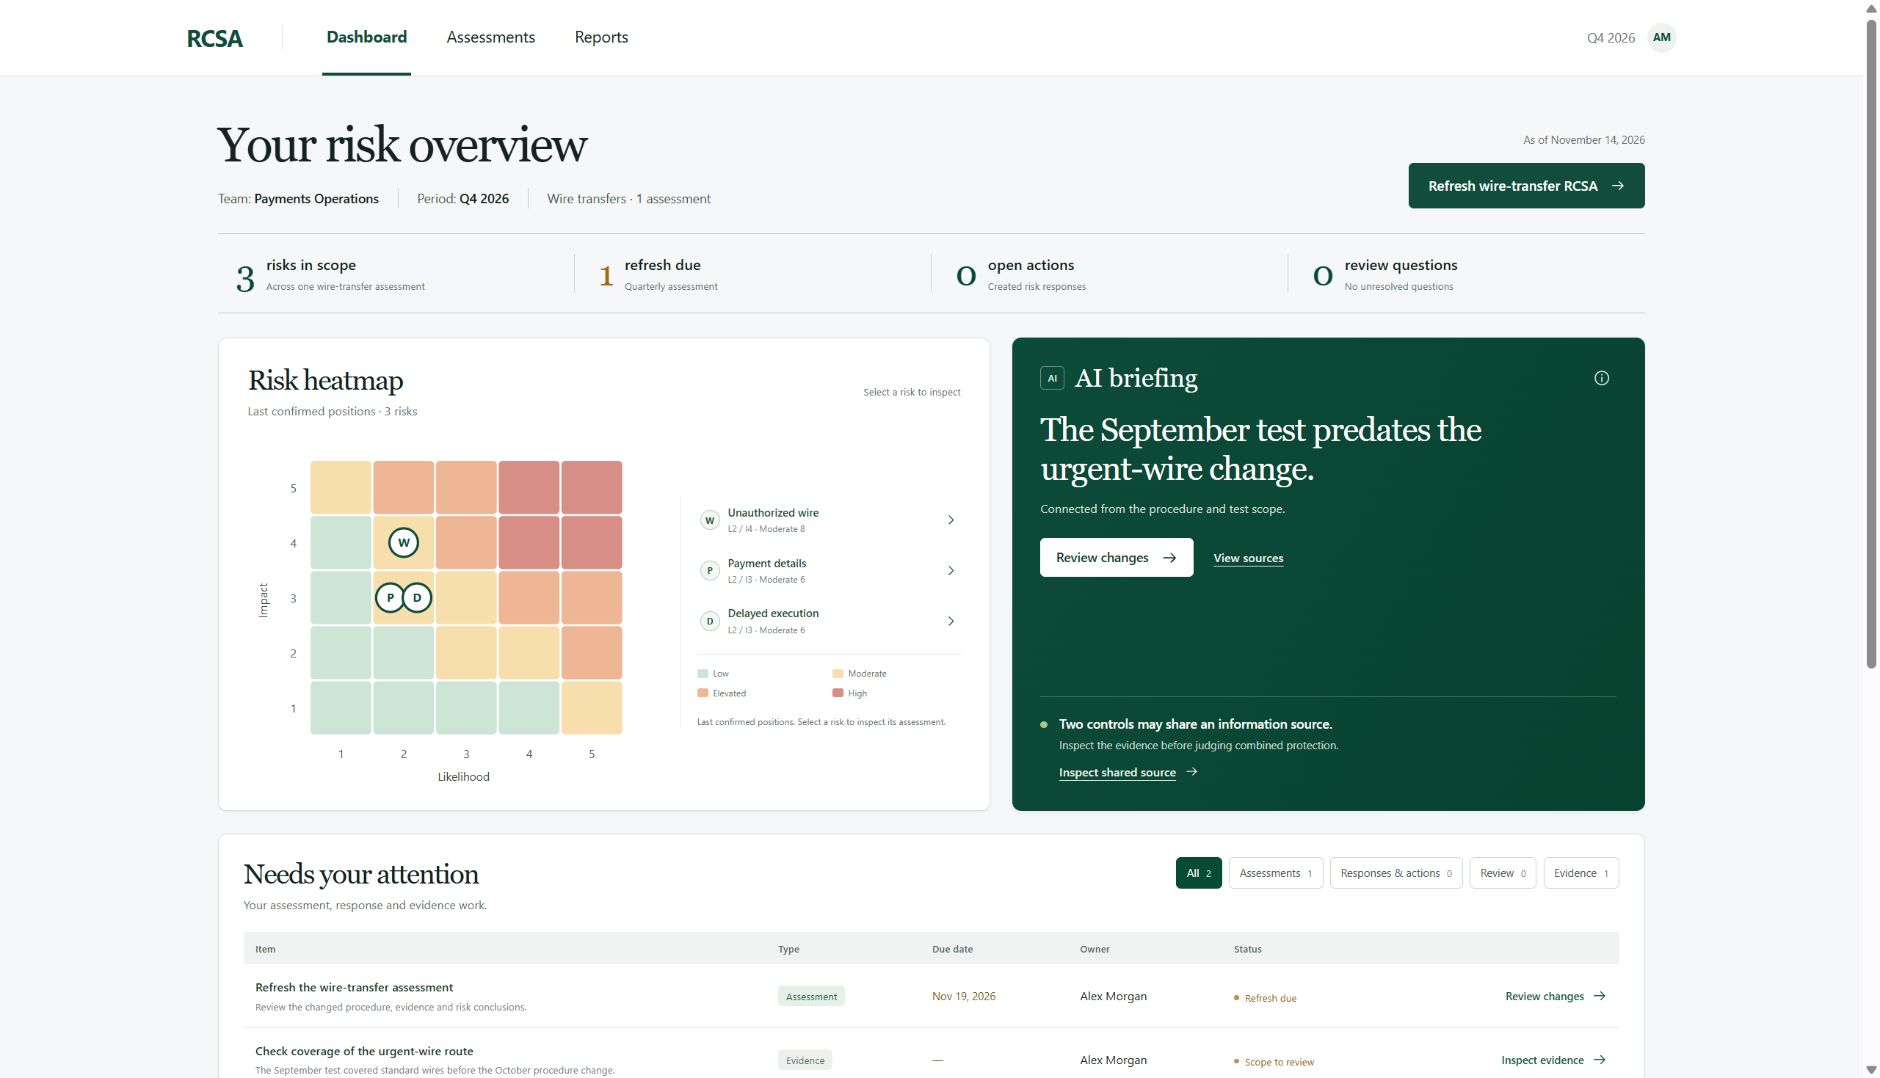 RCSA
Dashboard
Assessments
Reports
Q4 2026
AM
Your risk overview
As of November 14, 2026
Team: Payments Operations
Period: Q4 2026
Wire transfers · 1 assessment
Refresh wire-transfer RCSA →
3
risks in scope
Across one wire-transfer assessment
1
refresh due
Quarterly assessment
0
open actions
Created risk responses
0
review questions
No unresolved questions
Risk heatmap
Last confirmed positions · 3 risks
Select a risk to inspect
Impact
5
4
3
2
1
W
P
D
1
2
3
4
5
Likelihood
W
Unauthorized wire
L2 / I4 · Moderate 8
P
Payment details
L2 / I3 · Moderate 6
D
Delayed execution
L2 / I3 · Moderate 6
Low
Moderate
Elevated
High
Last confirmed positions. Select a risk to inspect its assessment.
AI
AI briefing
The September test predates the
urgent-wire change.
Connected from the procedure and test scope.
Review changes →
View sources
Two controls may share an information source.
Inspect the evidence before judging combined protection.
Inspect shared source →
Needs your attention
Your assessment, response and evidence work.
All 2
Assessments 1
Responses & actions 0
Review 0
Evidence 1
Item
Type
Due date
Owner
Status
Refresh the wire-transfer assessment
Review the changed procedure, evidence and risk conclusions.
Assessment
Nov 19, 2026
Alex Morgan
Refresh due
Review changes →
Check coverage of the urgent-wire route
The September test covered standard wires before the October procedure change.
Evidence
—
Alex Morgan
Scope to review
Inspect evidence →